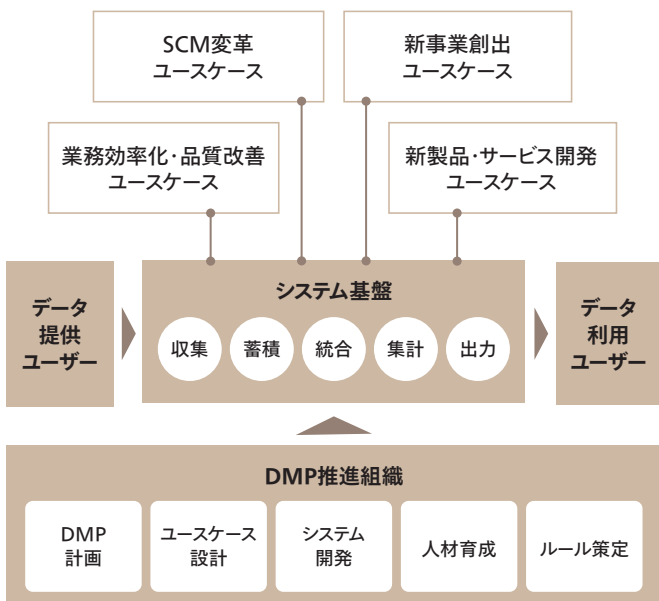 SCM変革
ユースケース
新事業創出
ユースケース
業務効率化・品質改善
ユースケース
新製品・サービス開発
ユースケース
データ
提供
ユーザー
システム基盤
収集
蓄積
統合
集計
出力
データ
利用
ユーザー
DMP推進組織
DMP
計画
ユースケース
設計
システム
開発
人材育成
ルール策定